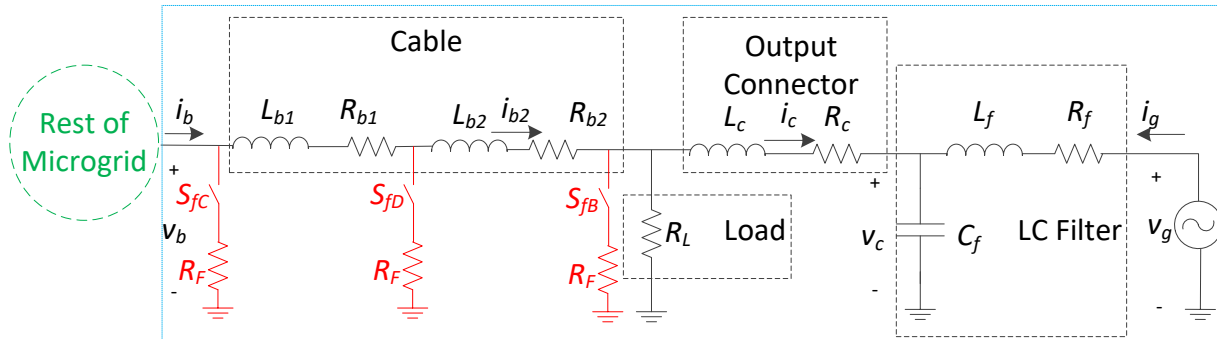 Cable
Output
Connector
Rest of
Microgrid
i_b
L_b1
R_b1
L_b2
i_b2
R_b2
L_c
i_c
R_c
L_f
R_f
i_g
+
v_b
-
S_fC
R_F
S_fD
R_F
S_fB
R_F
R_L
Load
+
v_c
-
C_f
LC Filter
+
v_g
-